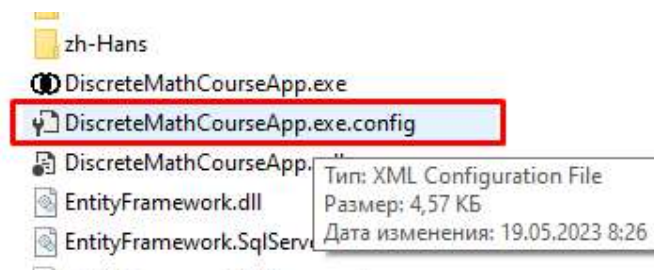 zh-Hans
DiscreteMathCourseApp.exe
DiscreteMathCourseApp.exe.config
DiscreteMathCourseApp.
Тип: XML Configuration File
EntityFramework.dll
Размер: 4,57 КБ
EntityFramework.SqlServe
Дата изменения: 19.05.2023 8:26